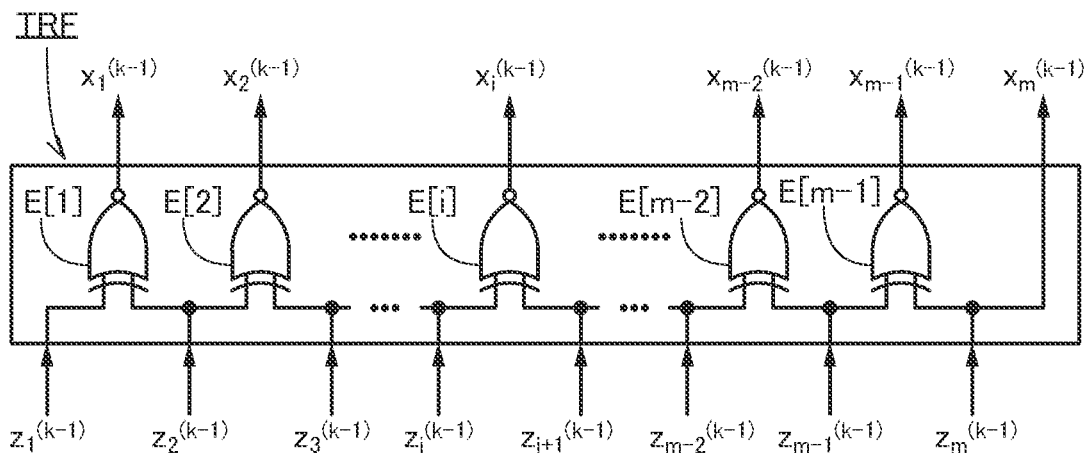 TRE
x₁⁽ᵏ⁻¹⁾ x₂⁽ᵏ⁻¹⁾ xᵢ⁽ᵏ⁻¹⁾ xₘ₋₂⁽ᵏ⁻¹⁾ xₘ₋₁⁽ᵏ⁻¹⁾ xₘ⁽ᵏ⁻¹⁾
E[1] E[2] E[i] E[m-2] E[m-1]
z₁⁽ᵏ⁻¹⁾ z₂⁽ᵏ⁻¹⁾ z₃⁽ᵏ⁻¹⁾ zᵢ⁽ᵏ⁻¹⁾ zᵢ₊₁⁽ᵏ⁻¹⁾ zₘ₋₂⁽ᵏ⁻¹⁾ zₘ₋₁⁽ᵏ⁻¹⁾ zₘ⁽ᵏ⁻¹⁾